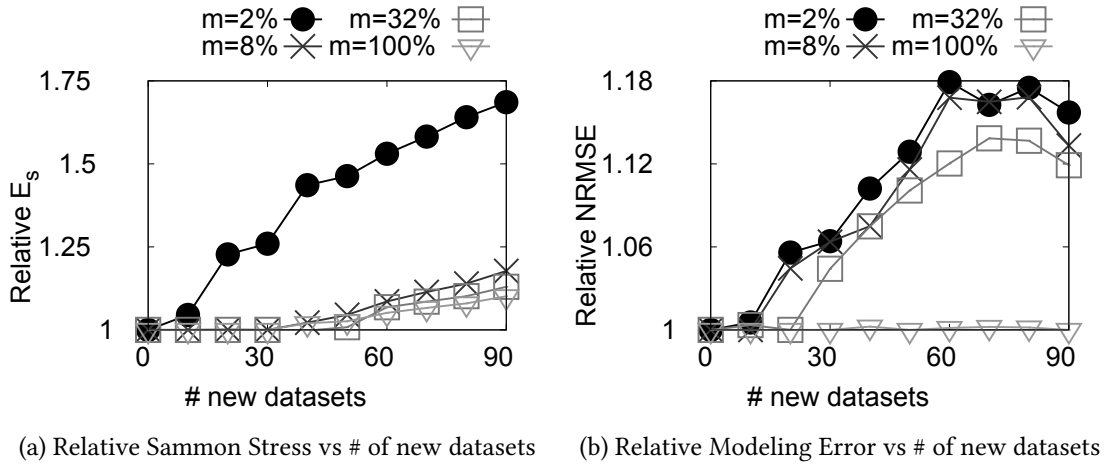 m=2% m=32%
m=8% m=100%
1.75
1.5
1.25
1
Relative Es
0 30 60 90
# new datasets
(a) Relative Sammon Stress vs # of new datasets
m=2% m=32%
m=8% m=100%
1.18
1.12
1.06
1
Relative NRMSE
0 30 60 90
# new datasets
(b) Relative Modeling Error vs # of new datasets